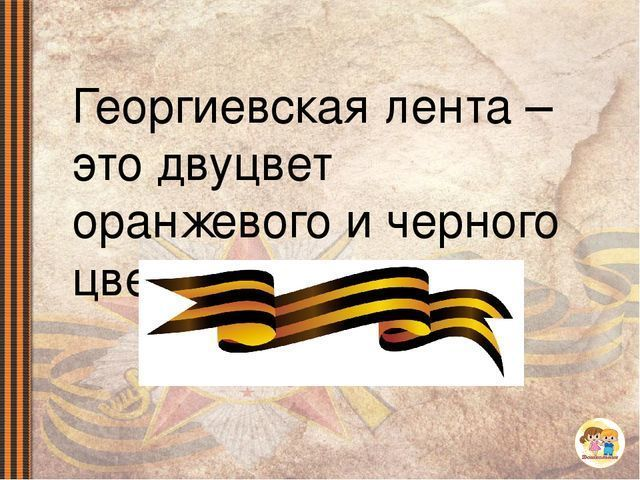 Георгиевская лента –
это двуцвет
оранжевого и черного